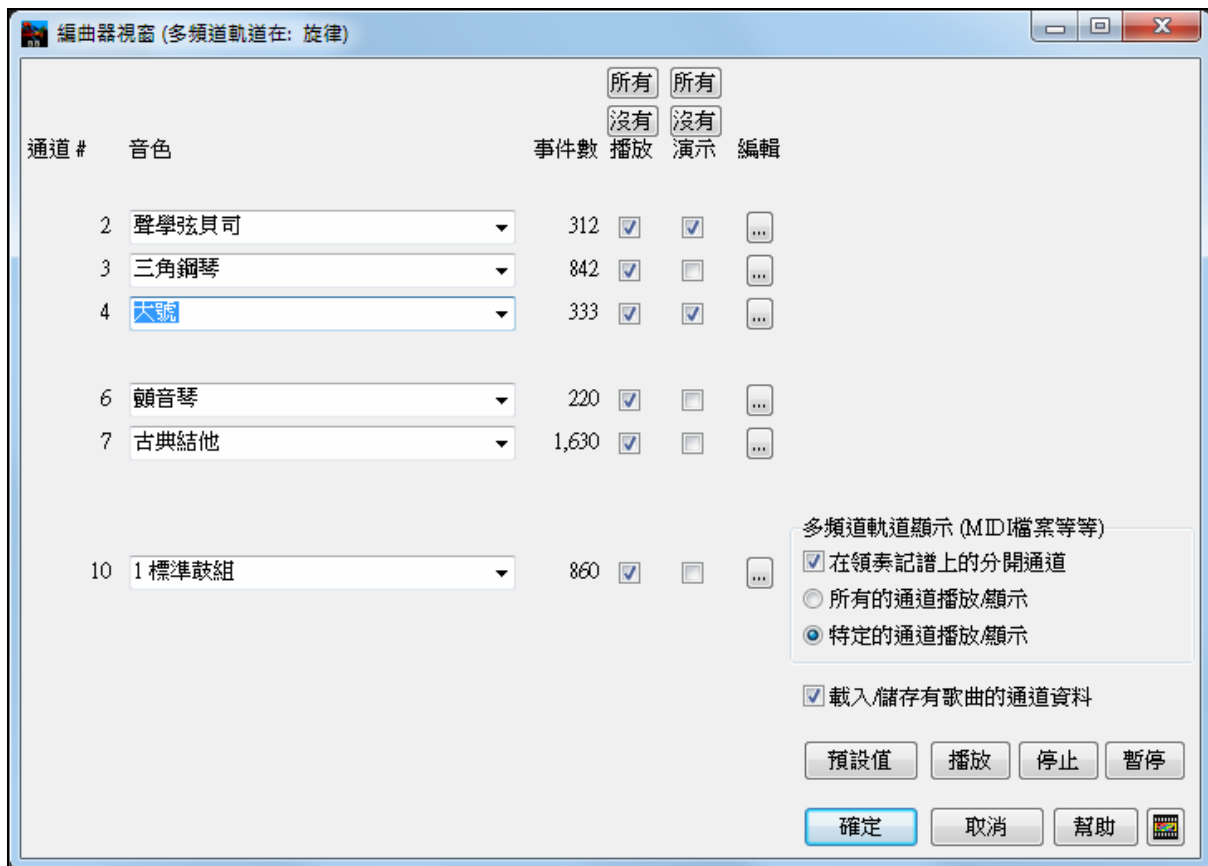 編曲器視窗 (多頻道軌道在: 旋律)
所有 所有
沒有 沒有
通道 # 音色 事件數 播放 演示 編輯
2 聲學弦貝司 312 ...
3 三角鋼琴 842 ...
4 大號 333 ...
6 顫音琴 220 ...
7 古典結他 1,630 ...
10 1 標準鼓組 860 ...
多頻道軌道顯示 (MIDI檔案等等)
在領奏記譜上的分開通道
所有的通道播放/顯示
特定的通道播放/顯示
載入/儲存有歌曲的通道資料
預設值 播放 停止 暫停
確定 取消 幫助